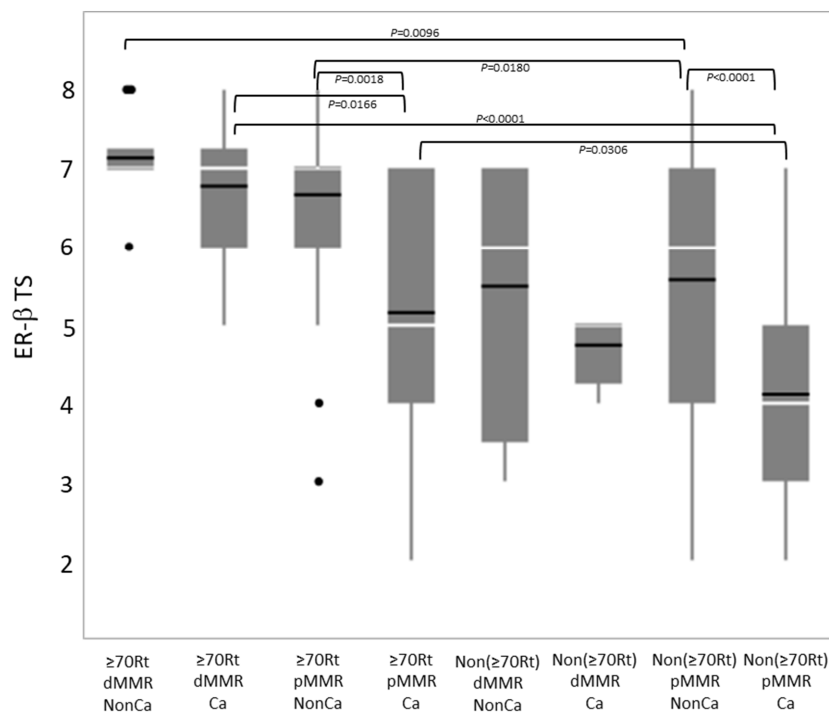 P=0.0096
P=0.0180
P=0.0018
P<0.0001
P=0.0166
P<0.0001
P=0.0306
8
7
6
5
4
3
2
ER-β TS
≥70Rt
dMMR
NonCa
≥70Rt
dMMR
Ca
≥70Rt
pMMR
NonCa
≥70Rt
pMMR
Ca
Non(≥70Rt)
dMMR
NonCa
Non(≥70Rt)
dMMR
Ca
Non(≥70Rt)
pMMR
NonCa
Non(≥70Rt)
pMMR
Ca